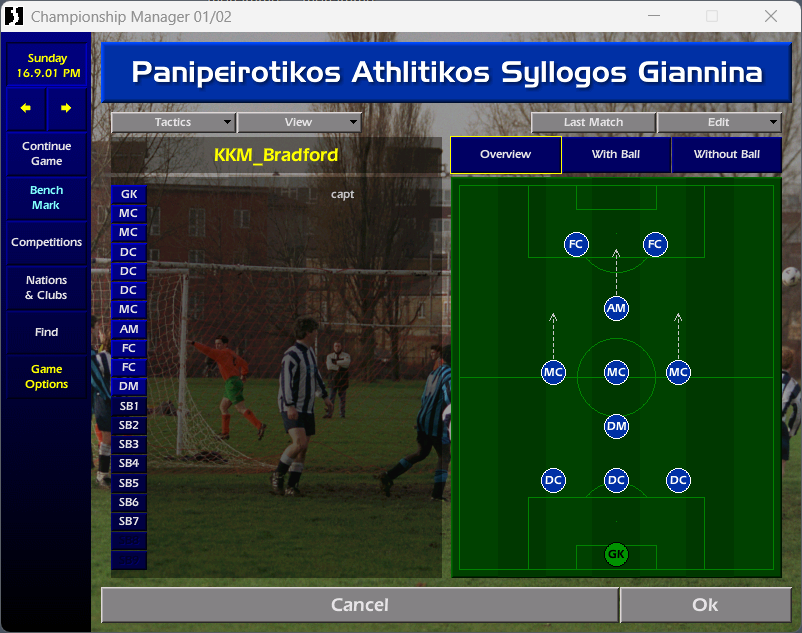 Championship Manager 01/02
Sunday
16.9.01 PM
Continue
Game
Bench
Mark
Competitions
Nations
& Clubs
Find
Game
Options
Panipeirotikos Athlitikos Syllogos Giannina
Tactics
View
Last Match
Edit
KKM_Bradford
Overview
With Ball
Without Ball
GK capt
MC
MC
DC
DC
DC
MC
AM
FC
FC
DM
SB1
SB2
SB3
SB4
SB5
SB6
SB7
FC FC
AM
MC MC MC
DM
DC DC DC
GK
Cancel
Ok